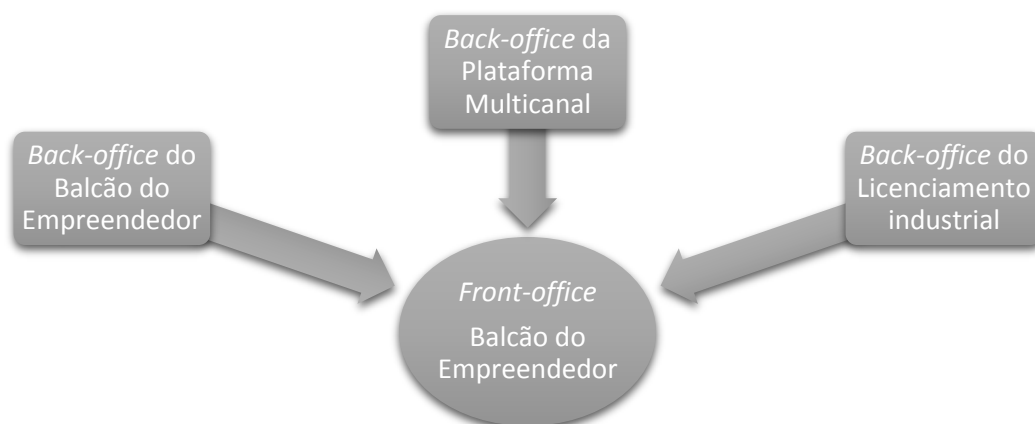 Back-office da
Plataforma
Multicanal
Back-office do
Balcão do
Empreendedor
Back-office do
Licenciamento
industrial
Front-office
Balcão do
Empreendedor